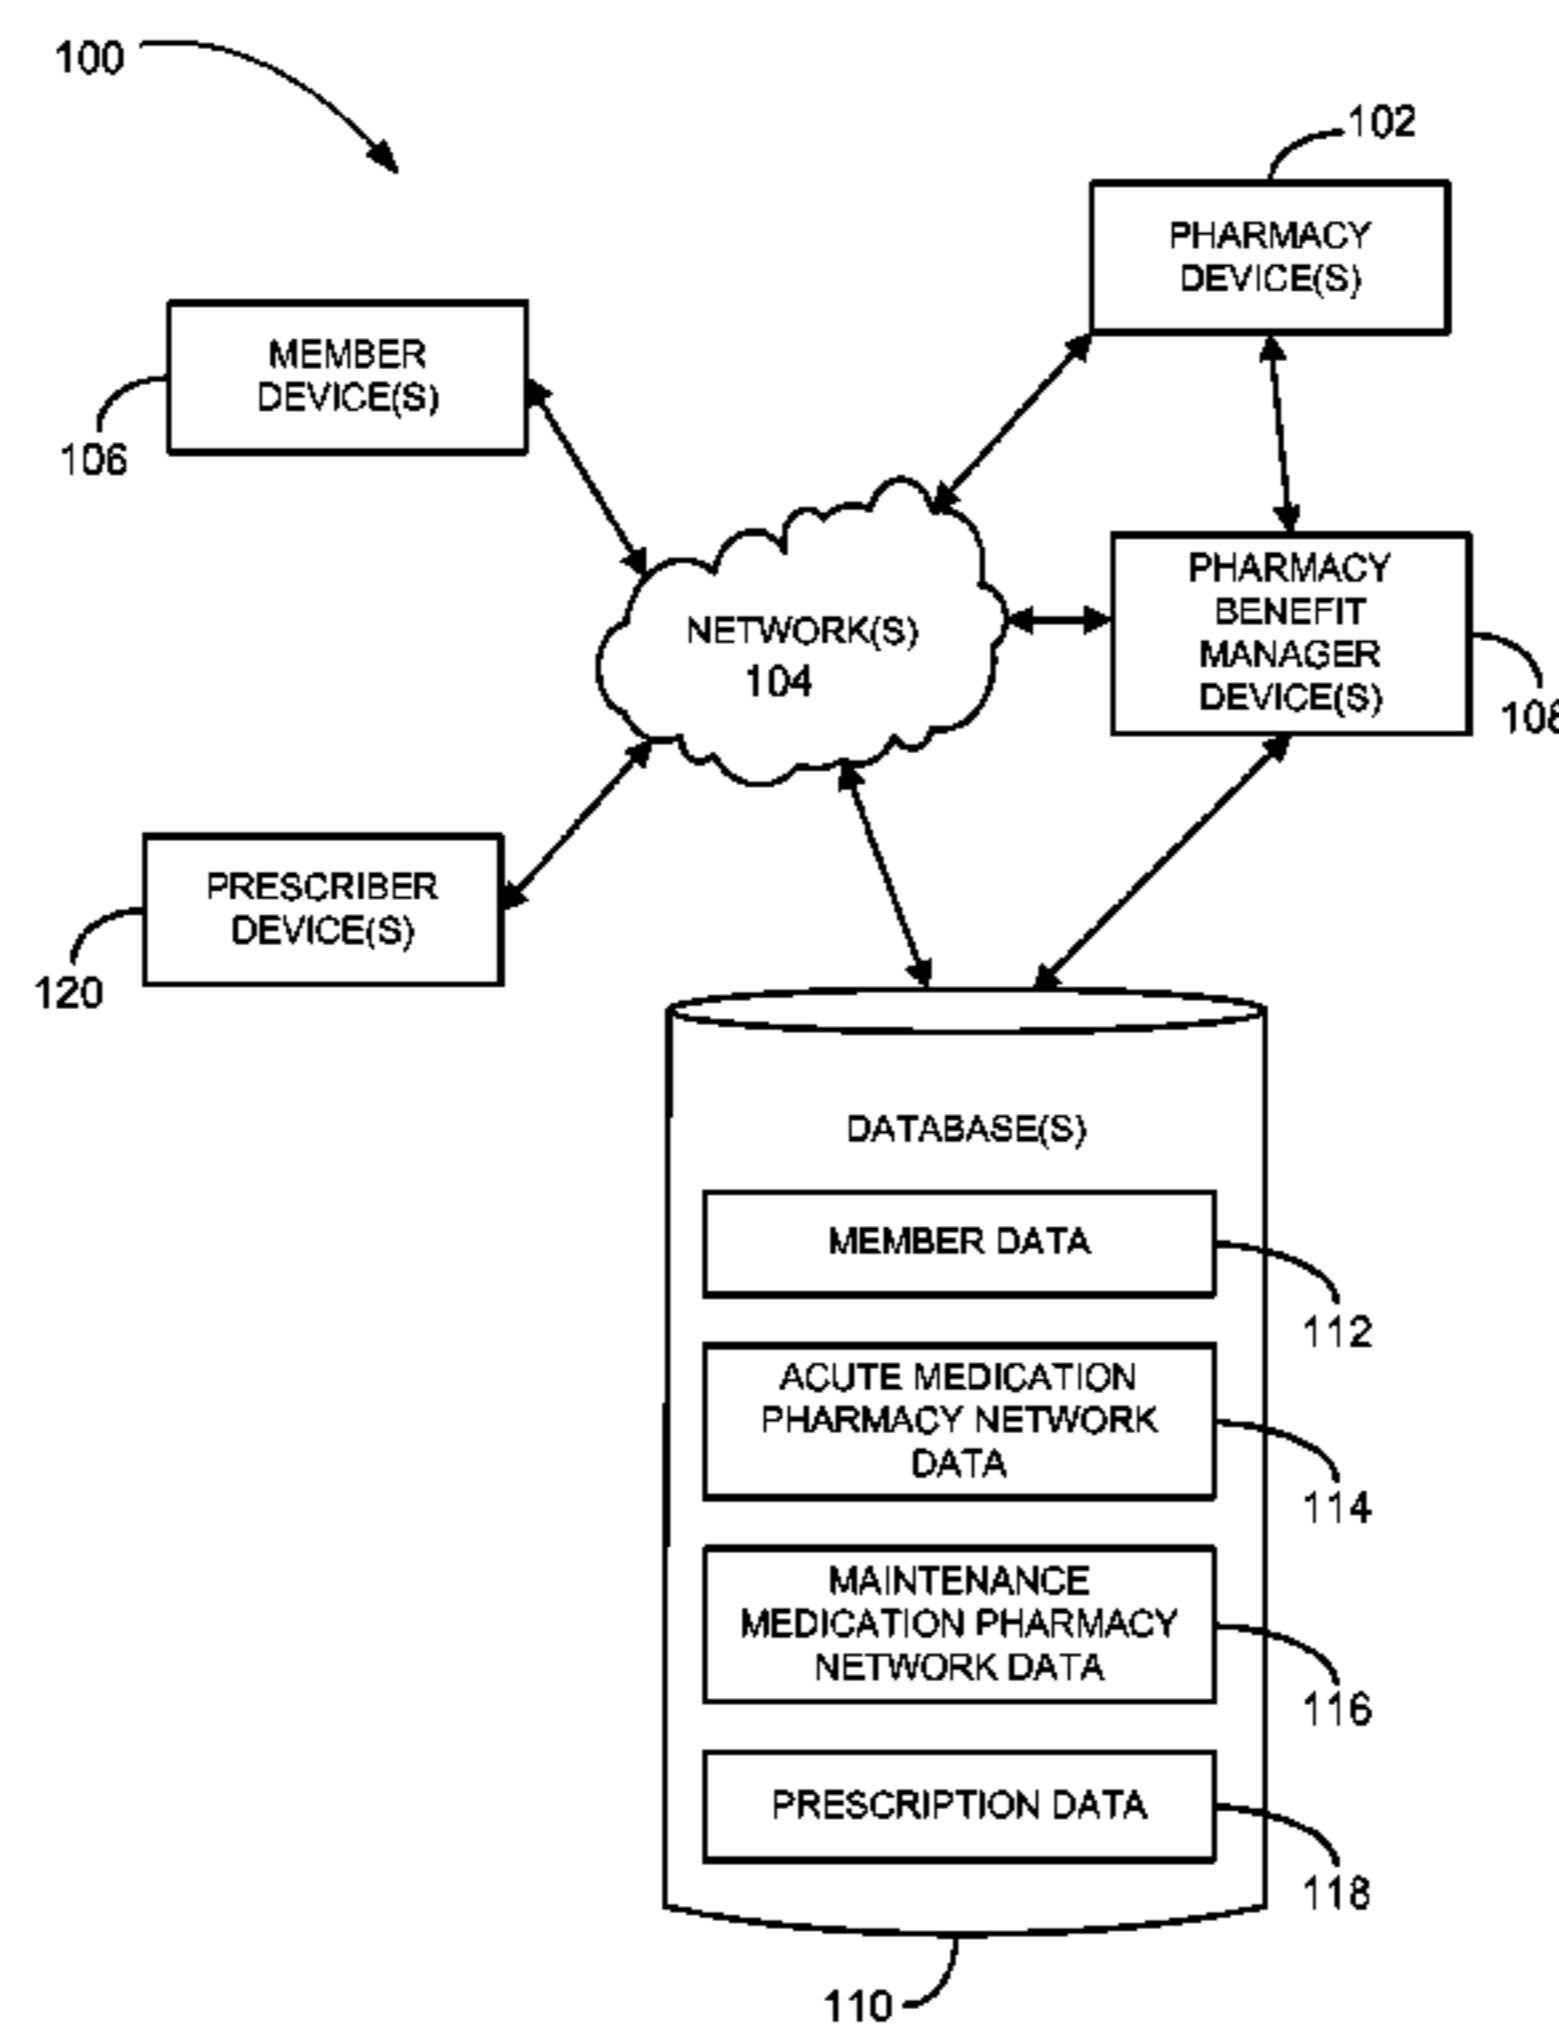 100
102
PHARMACY
DEVICE(S)
MEMBER
DEVICE(S)
106
NETWORK(S)
104
PHARMACY
BENEFIT
MANAGER
DEVICE(S)
108
PRESCRIBER
DEVICE(S)
120
DATABASE(S)
MEMBER DATA
112
ACUTE MEDICATION
PHARMACY NETWORK
DATA
114
MAINTENANCE
MEDICATION PHARMACY
NETWORK DATA
116
PRESCRIPTION DATA
118
110